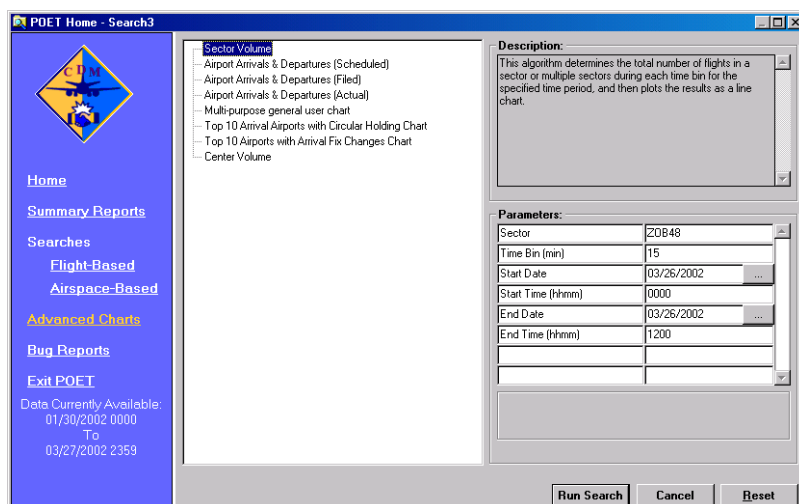 POET Home - Search3
CDM
Home
Summary Reports
Searches
Flight-Based
Airspace-Based
Advanced Charts
Bug Reports
Exit POET
Data Currently Available:
01/30/2002 0000
To
03/27/2002 2359
Sector Volume
Airport Arrivals & Departures (Scheduled)
Airport Arrivals & Departures (Filed)
Airport Arrivals & Departures (Actual)
Multi-purpose general user chart
Top 10 Arrival Airports with Circular Holding Chart
Top 10 Airports with Arrival Fix Changes Chart
Center Volume
Description:
This algorithm determines the total number of flights in a
sector or multiple sectors during each time bin for the
specified time period, and then plots the results as a line
chart.
Parameters:
Sector ZOB48
Time Bin (min) 15
Start Date 03/26/2002 ...
Start Time (hhmm) 0000
End Date 03/26/2002 ...
End Time (hhmm) 1200
Run Search Cancel Reset